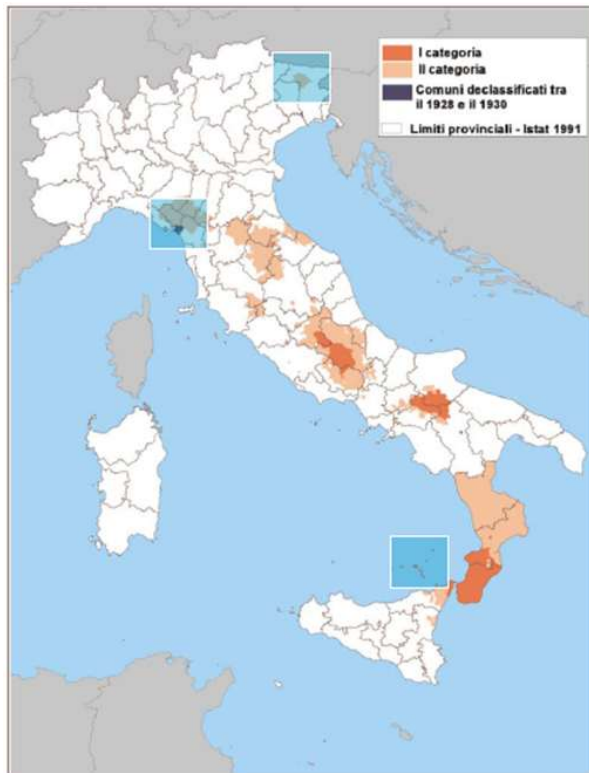 I categoria
II categoria
Comuni declassificati tra
il 1928 e il 1930
Limiti provinciali - Istat 1991